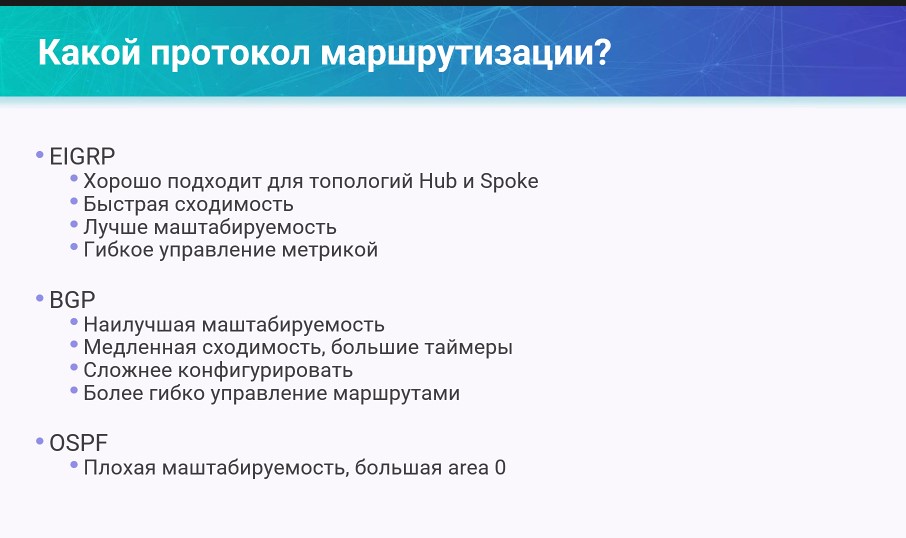 Какой протокол маршрутизации?
EIGRP
Хорошо подходит для топологий Hub и Spoke
Быстрая сходимость
Лучше маштабируемость
Гибкое управление метрикой
BGP
Наилучшая маштабируемость
Медленная сходимость, большие таймеры
Сложнее конфигурировать
Более гибко управление маршрутами
OSPF
Плохая маштабируемость, большая area 0